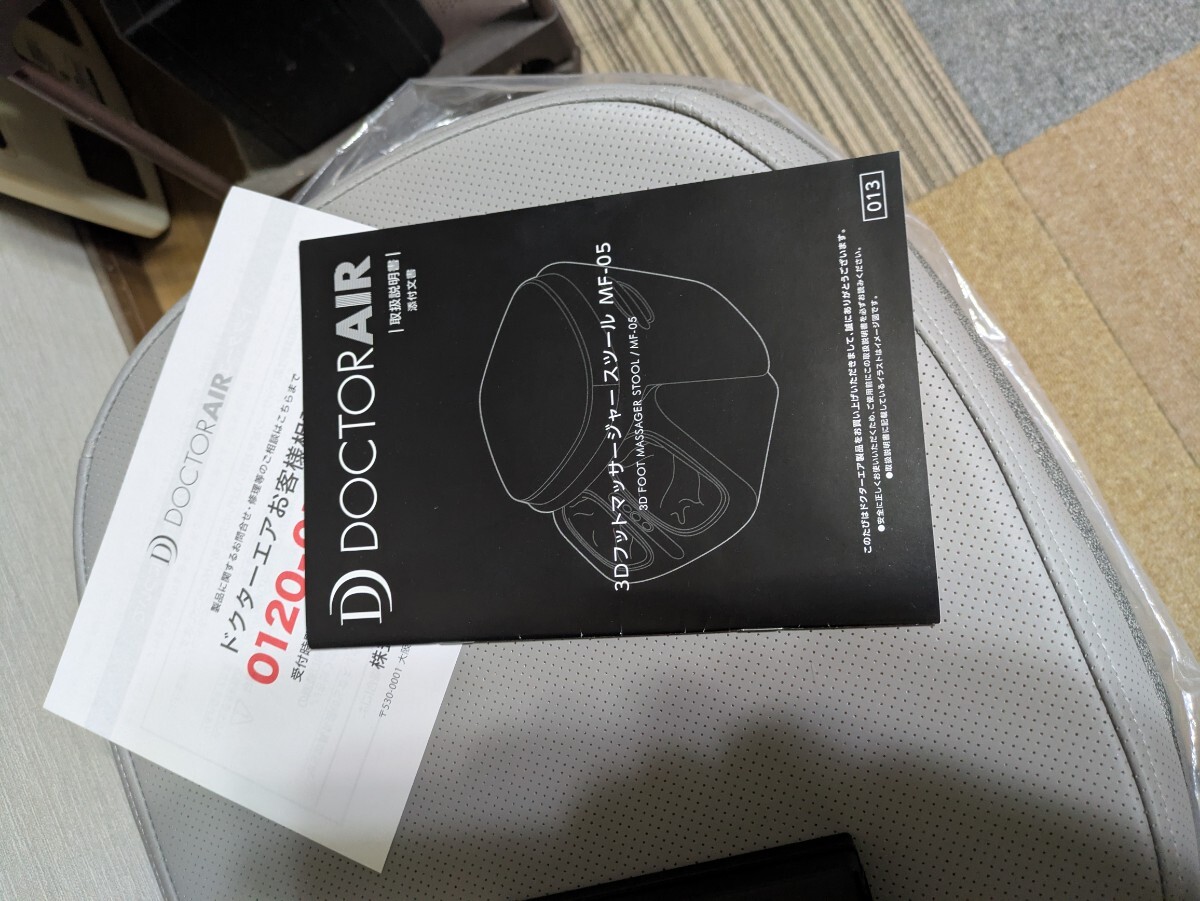 DOCTORAIR
|取扱説明書|
添付文書
3Dフットマッサージャー スツール MF-05
3D FOOT MASSAGER STOOL / MF-05
このたびはドクターエア製品をお買い上げいただきまして、誠にありがとうございます。
●安全に正しくお使いいただくため、ご使用前にこの取扱説明書を必ずお読みください。
●取扱説明書に記載しているイラストはイメージ図です。
013
DOCTORAIR
製品に関するお問合せ・修理等のご相談はこちらまで
ドクターエアお客様相
0120-
受付時
株式
〒530-0001 大阪